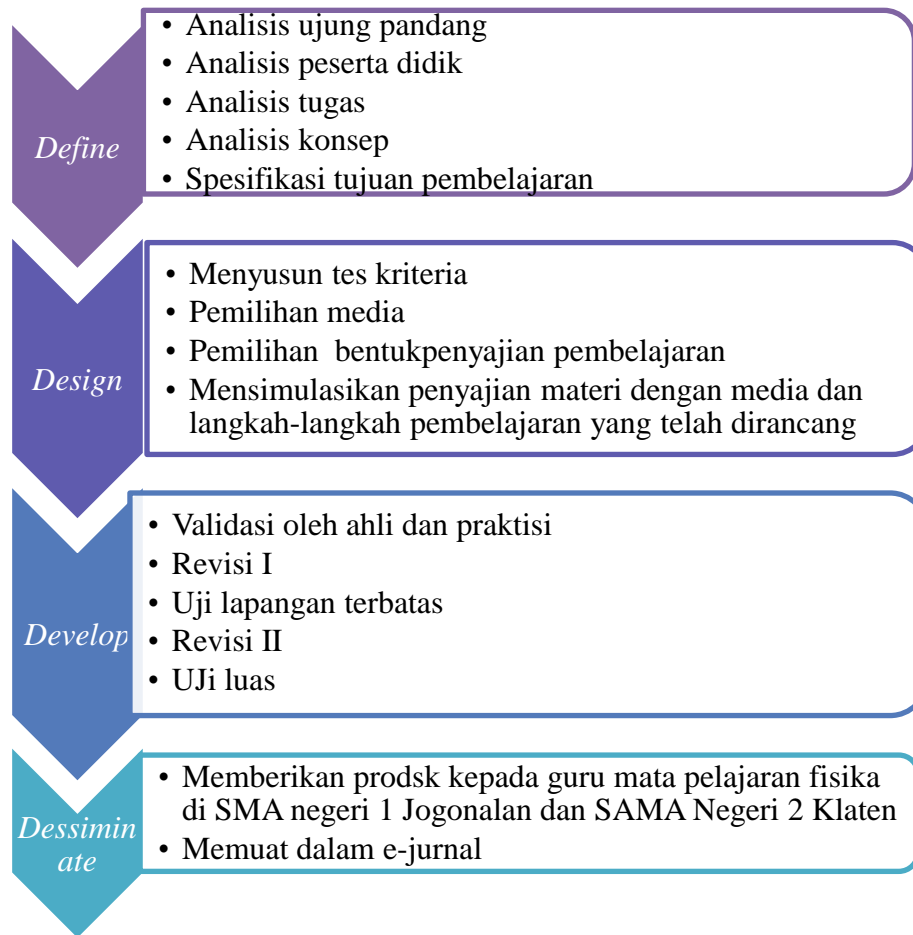 Define
• Analisis ujung pandang
• Analisis peserta didik
• Analisis tugas
• Analisis konsep
• Spesifikasi tujuan pembelajaran
Design
• Menyusun tes kriteria
• Pemilihan media
• Pemilihan bentukpenyajian pembelajaran
• Mensimulasikan penyajian materi dengan media dan
langkah-langkah pembelajaran yang telah dirancang
Develop
• Validasi oleh ahli dan praktisi
• Revisi I
• Uji lapangan terbatas
• Revisi II
• UJi luas
Dessimin
ate
• Memberikan prodsk kepada guru mata pelajaran fisika
di SMA negeri 1 Jogonalan dan SAMA Negeri 2 Klaten
• Memuat dalam e-jurnal